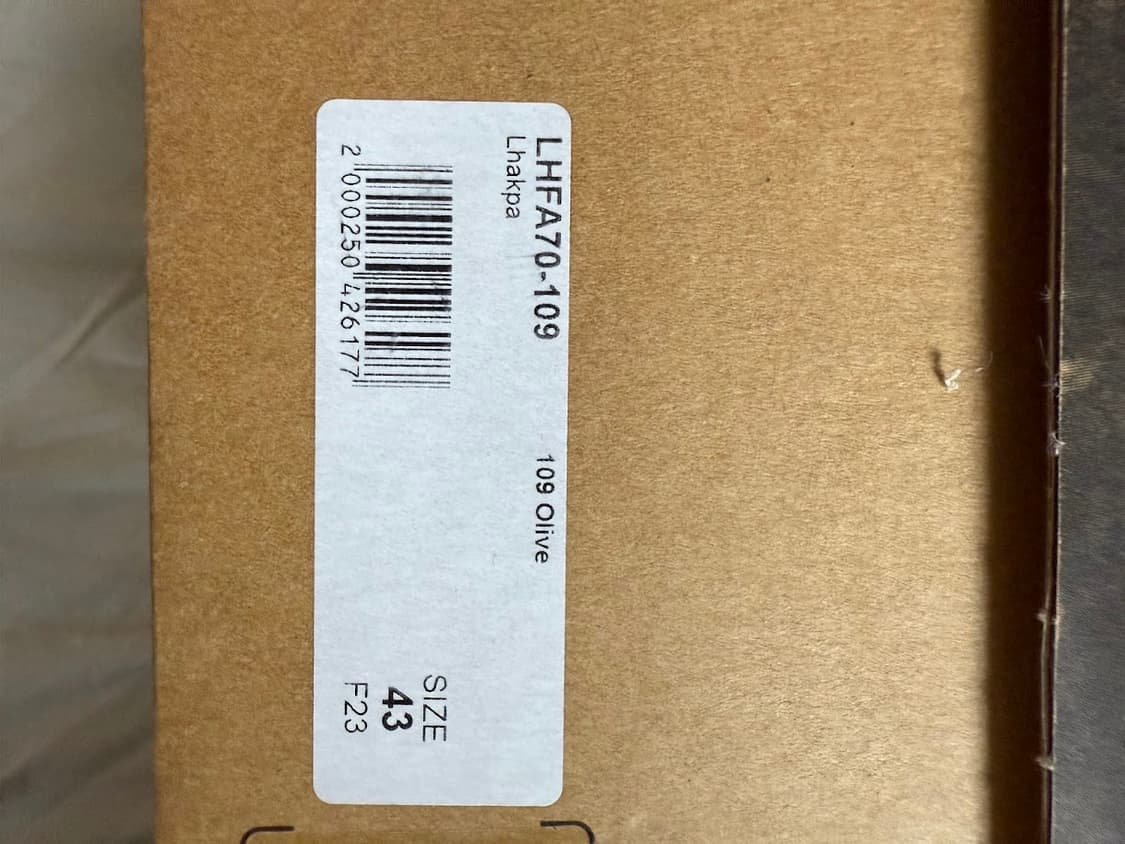 LHFA70-109 109 Olive
Lhakpa
2 000250 426177
SIZE
43
F23